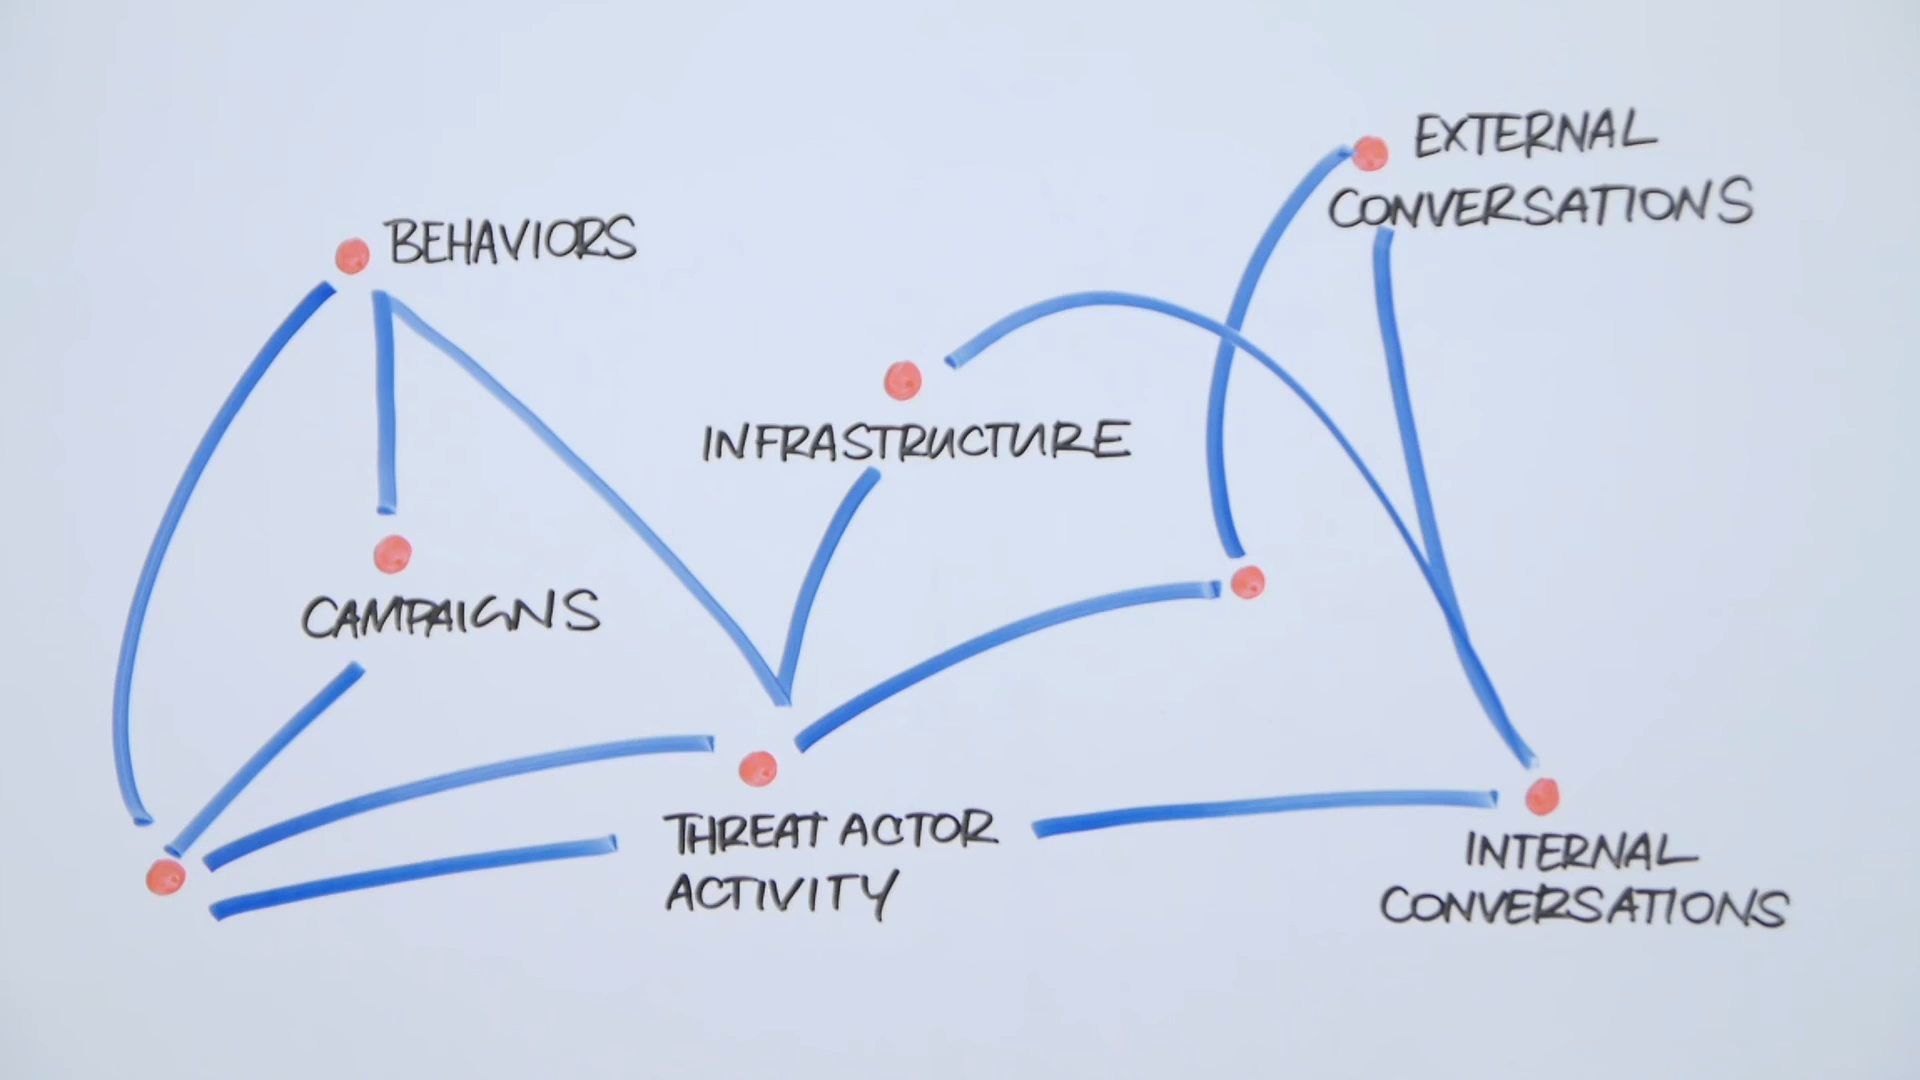 EXTERNAL
CONVERSATIONS
BEHAVIORS
INFRASTRUCTURE
CAMPAIGNS
THREAT ACTOR
ACTIVITY
INTERNAL
CONVERSATIONS